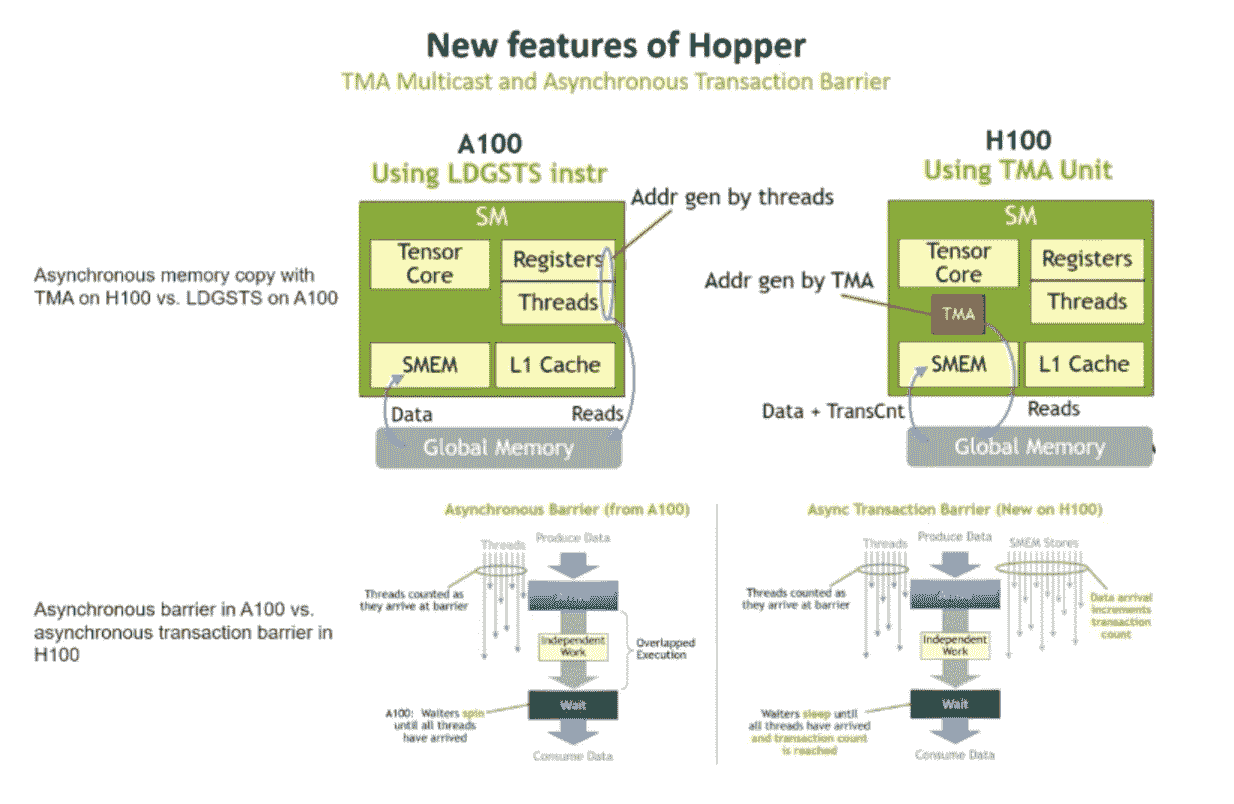 New features of Hopper
TMA Multicast and Asynchronous Transaction Barrier
Asynchronous memory copy with
TMA on H100 vs. LDGSTS on A100
A100
Using LDGSTS instr
Addr gen by threads
SM
Tensor
Core
Registers
Threads
SMEM
L1 Cache
Data
Reads
Global Memory
H100
Using TMA Unit
Addr gen by TMA
SM
Tensor
Core
Registers
Threads
TMA
SMEM
L1 Cache
Data + TransCnt
Reads
Global Memory
Asynchronous barrier in A100 vs.
asynchronous transaction barrier in
H100
Asynchronous Barrier (from A100)
Threads
Produce Data
Threads counted as
they arrive at barrier
Independent
Work
Overlapped
Execution
A100: Waiters spin
until all threads
have arrived
Wait
Consume Data
Async Transaction Barrier (New on H100)
Threads
Produce Data
SMEM Stores
Threads counted as
they arrive at barrier
Data arrival
increments
transaction
count
Independent
Work
Waiters sleep until
all threads have arrived
and transaction count
is reached
Wait
Consume Data